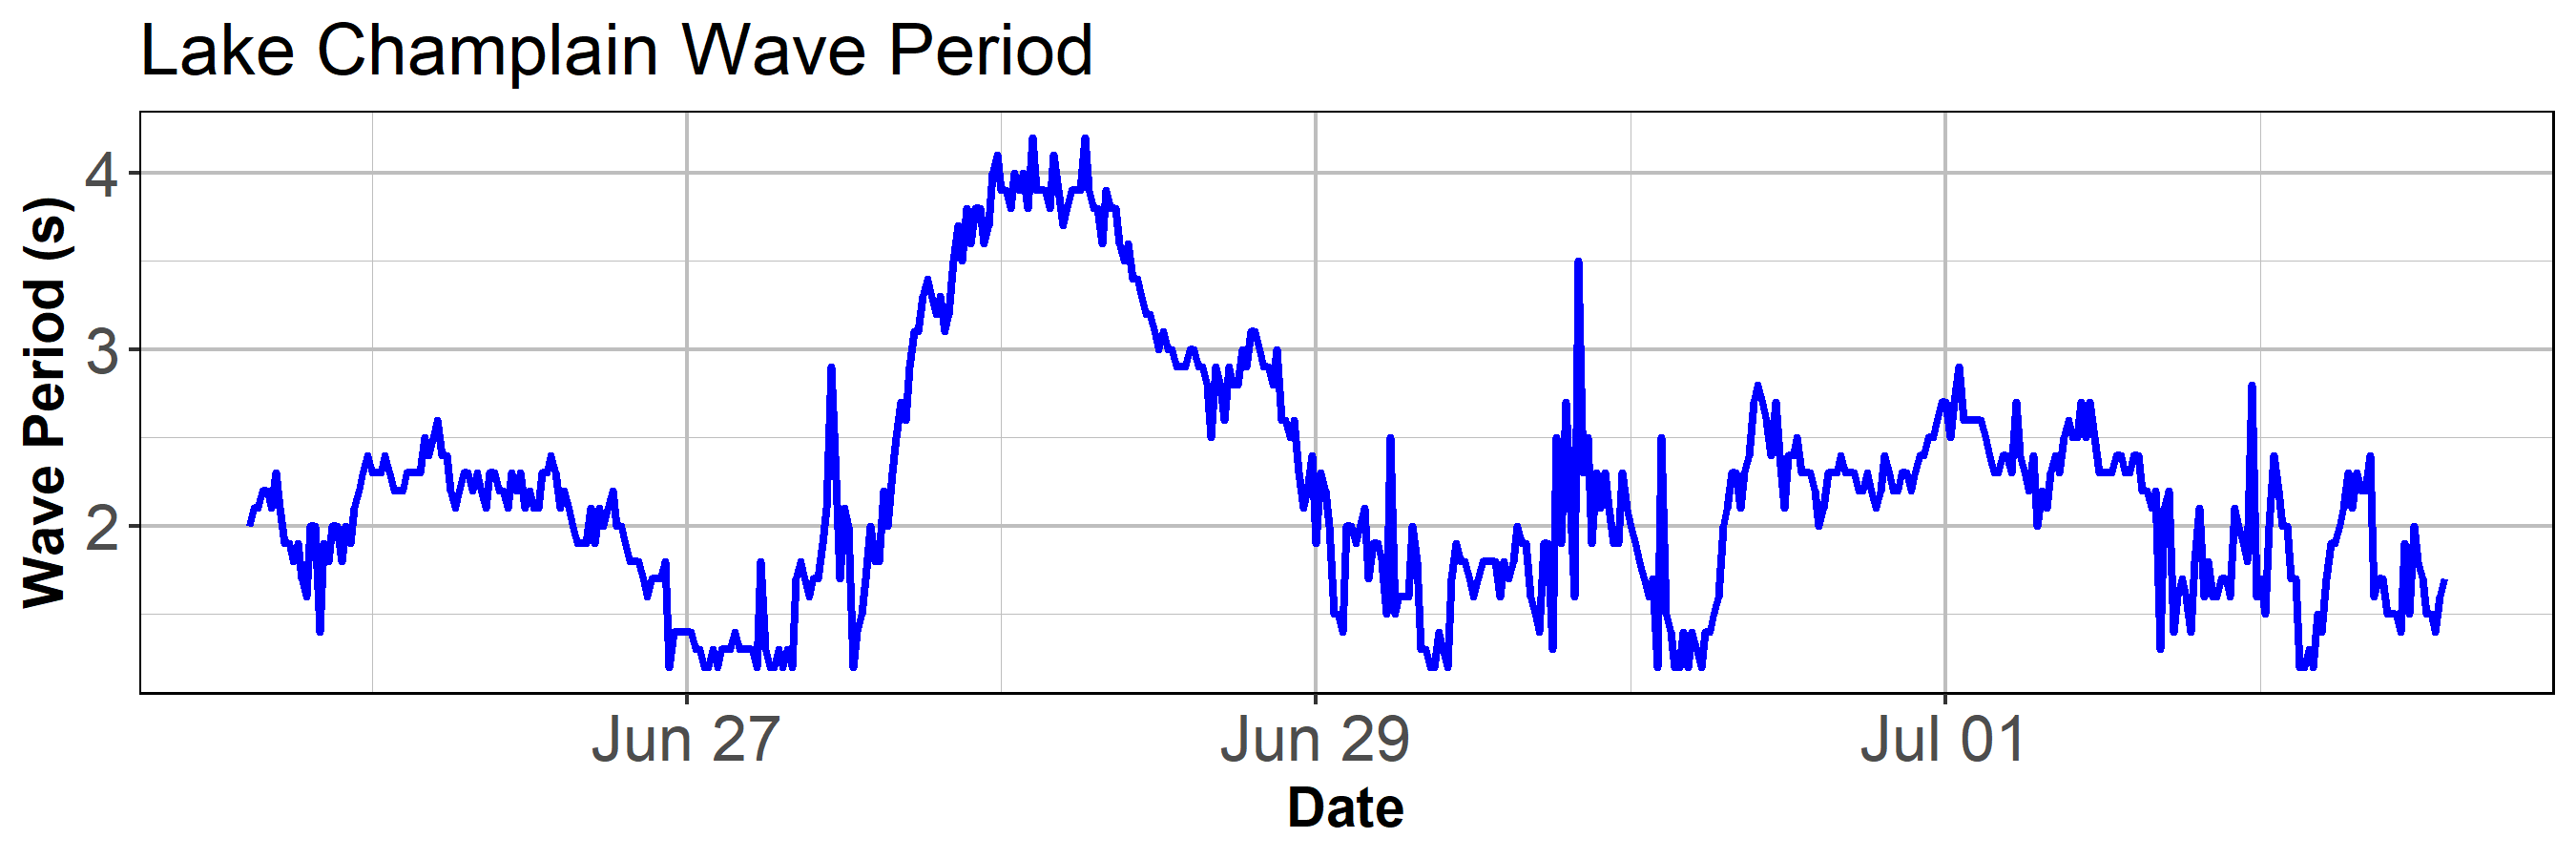 Lake Champlain Wave Period
Wave Period (s)
4
3
2
Jun 27
Jun 29
Jul 01
Date